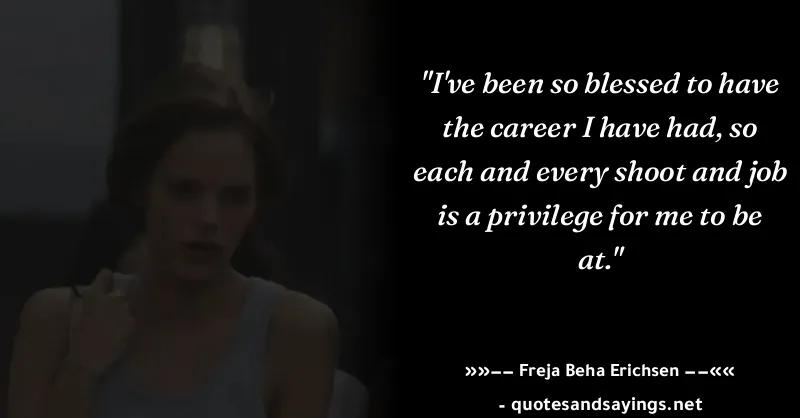 "I've been so blessed to have
the career I have had, so
each and every shoot and job
is a privilege for me to be
at."
»»–– Freja Beha Erichsen ––««
- quotesandsayings.net